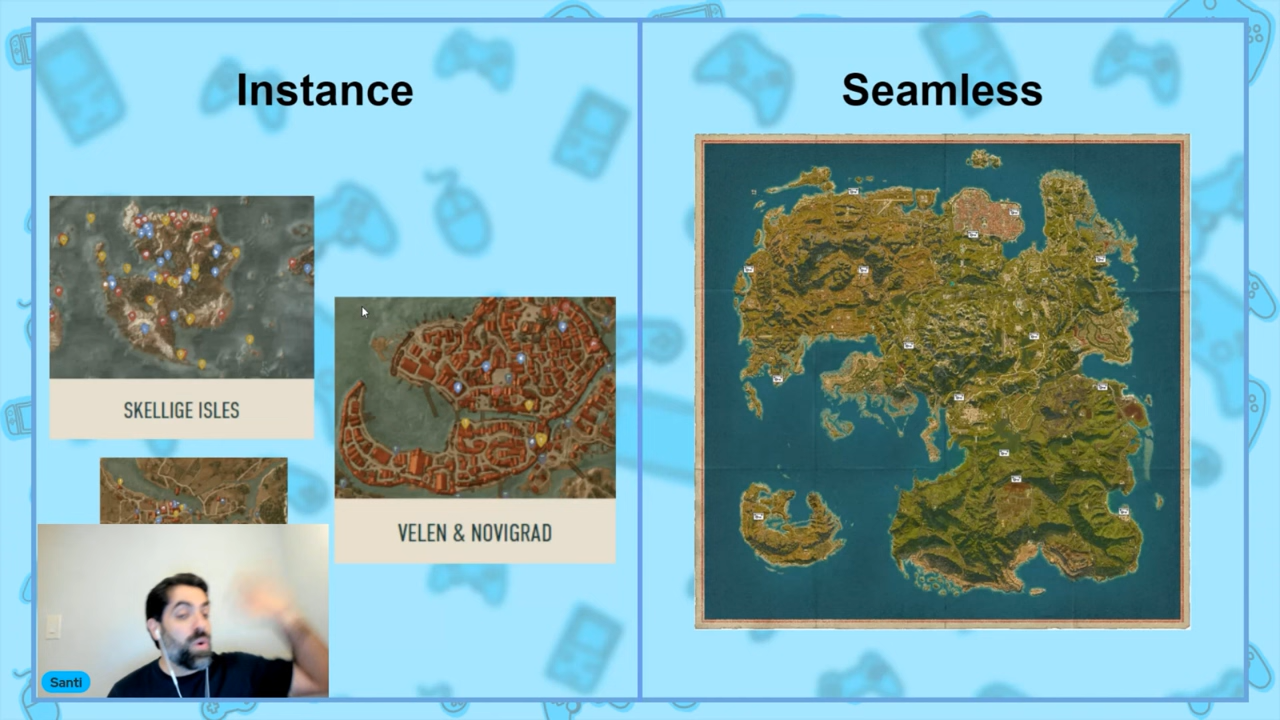 Instance
Seamless
SKELLIGE ISLES
VELEN & NOVIGRAD
Santi